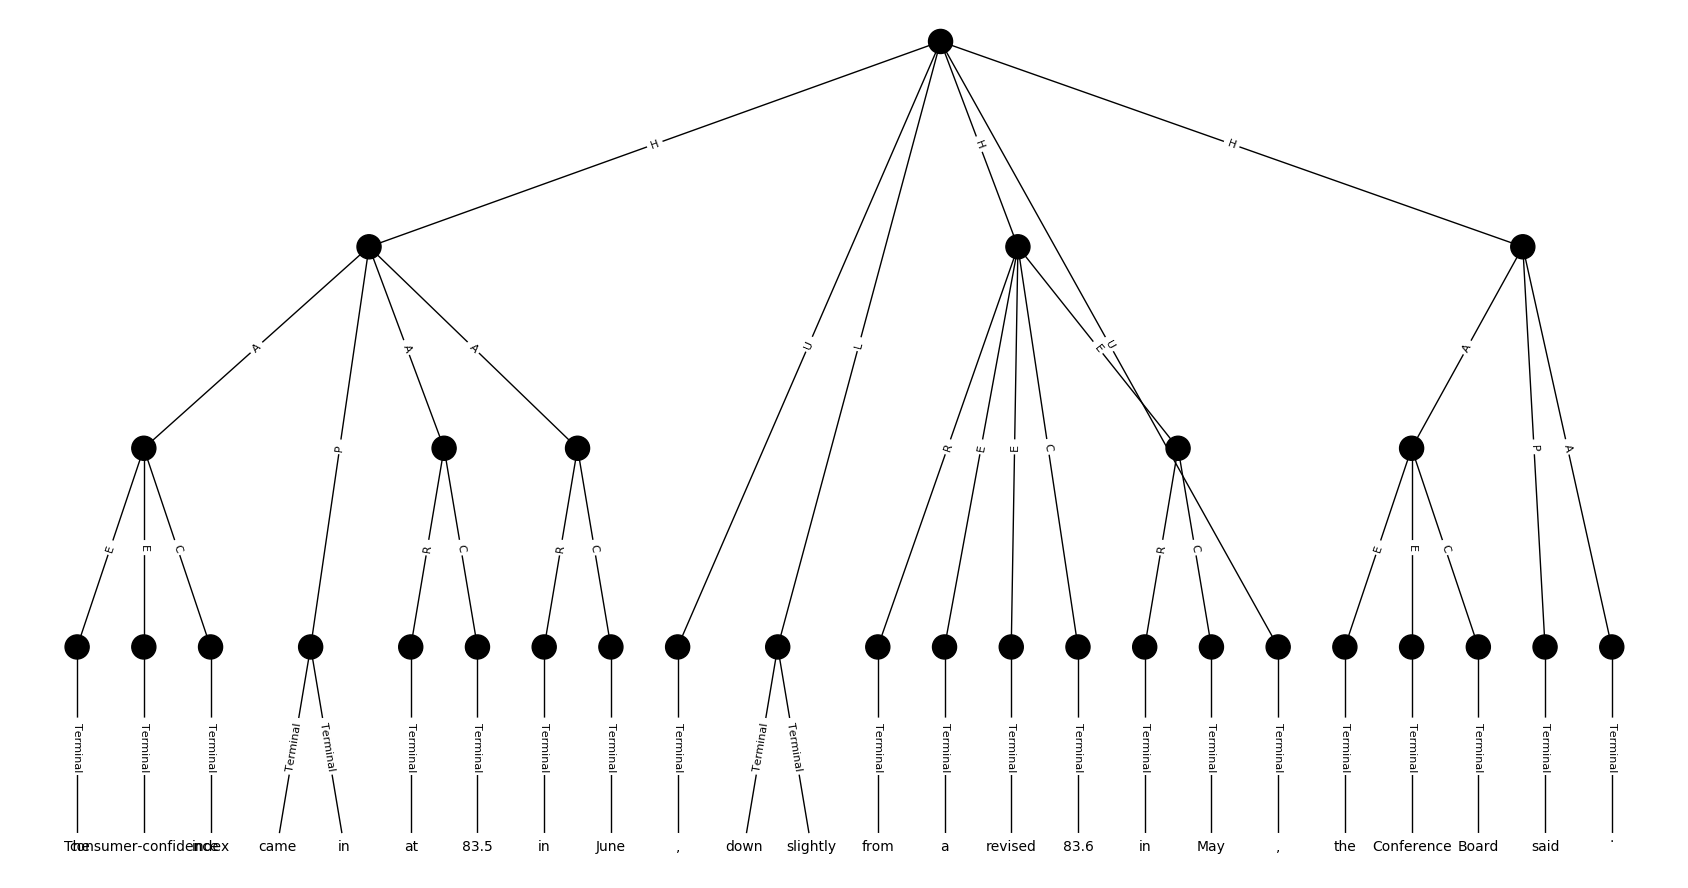 H H H
A A A U L E U A
P R E E C P A
E E C R C R C R C E E C
Terminal Terminal Terminal Terminal Terminal Terminal Terminal Terminal Terminal Terminal Terminal Terminal Terminal Terminal Terminal Terminal Terminal Terminal Terminal Terminal Terminal Terminal Terminal Terminal
The consumer-confidence index came in at 83.5 in June , down slightly from a revised 83.6 in May , the Conference Board said .